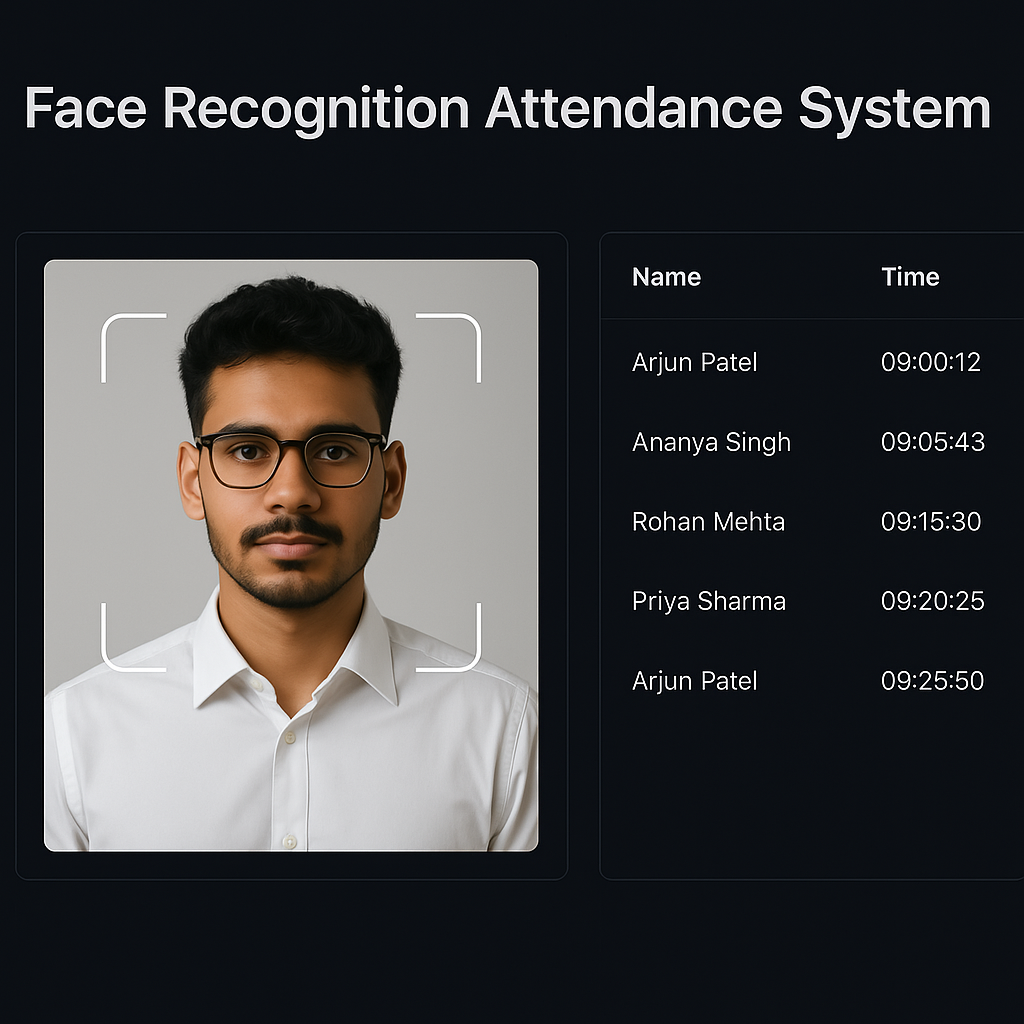 Face Recognition Attendance System
Name Time
Arjun Patel 09:00:12
Ananya Singh 09:05:43
Rohan Mehta 09:15:30
Priya Sharma 09:20:25
Arjun Patel 09:25:50